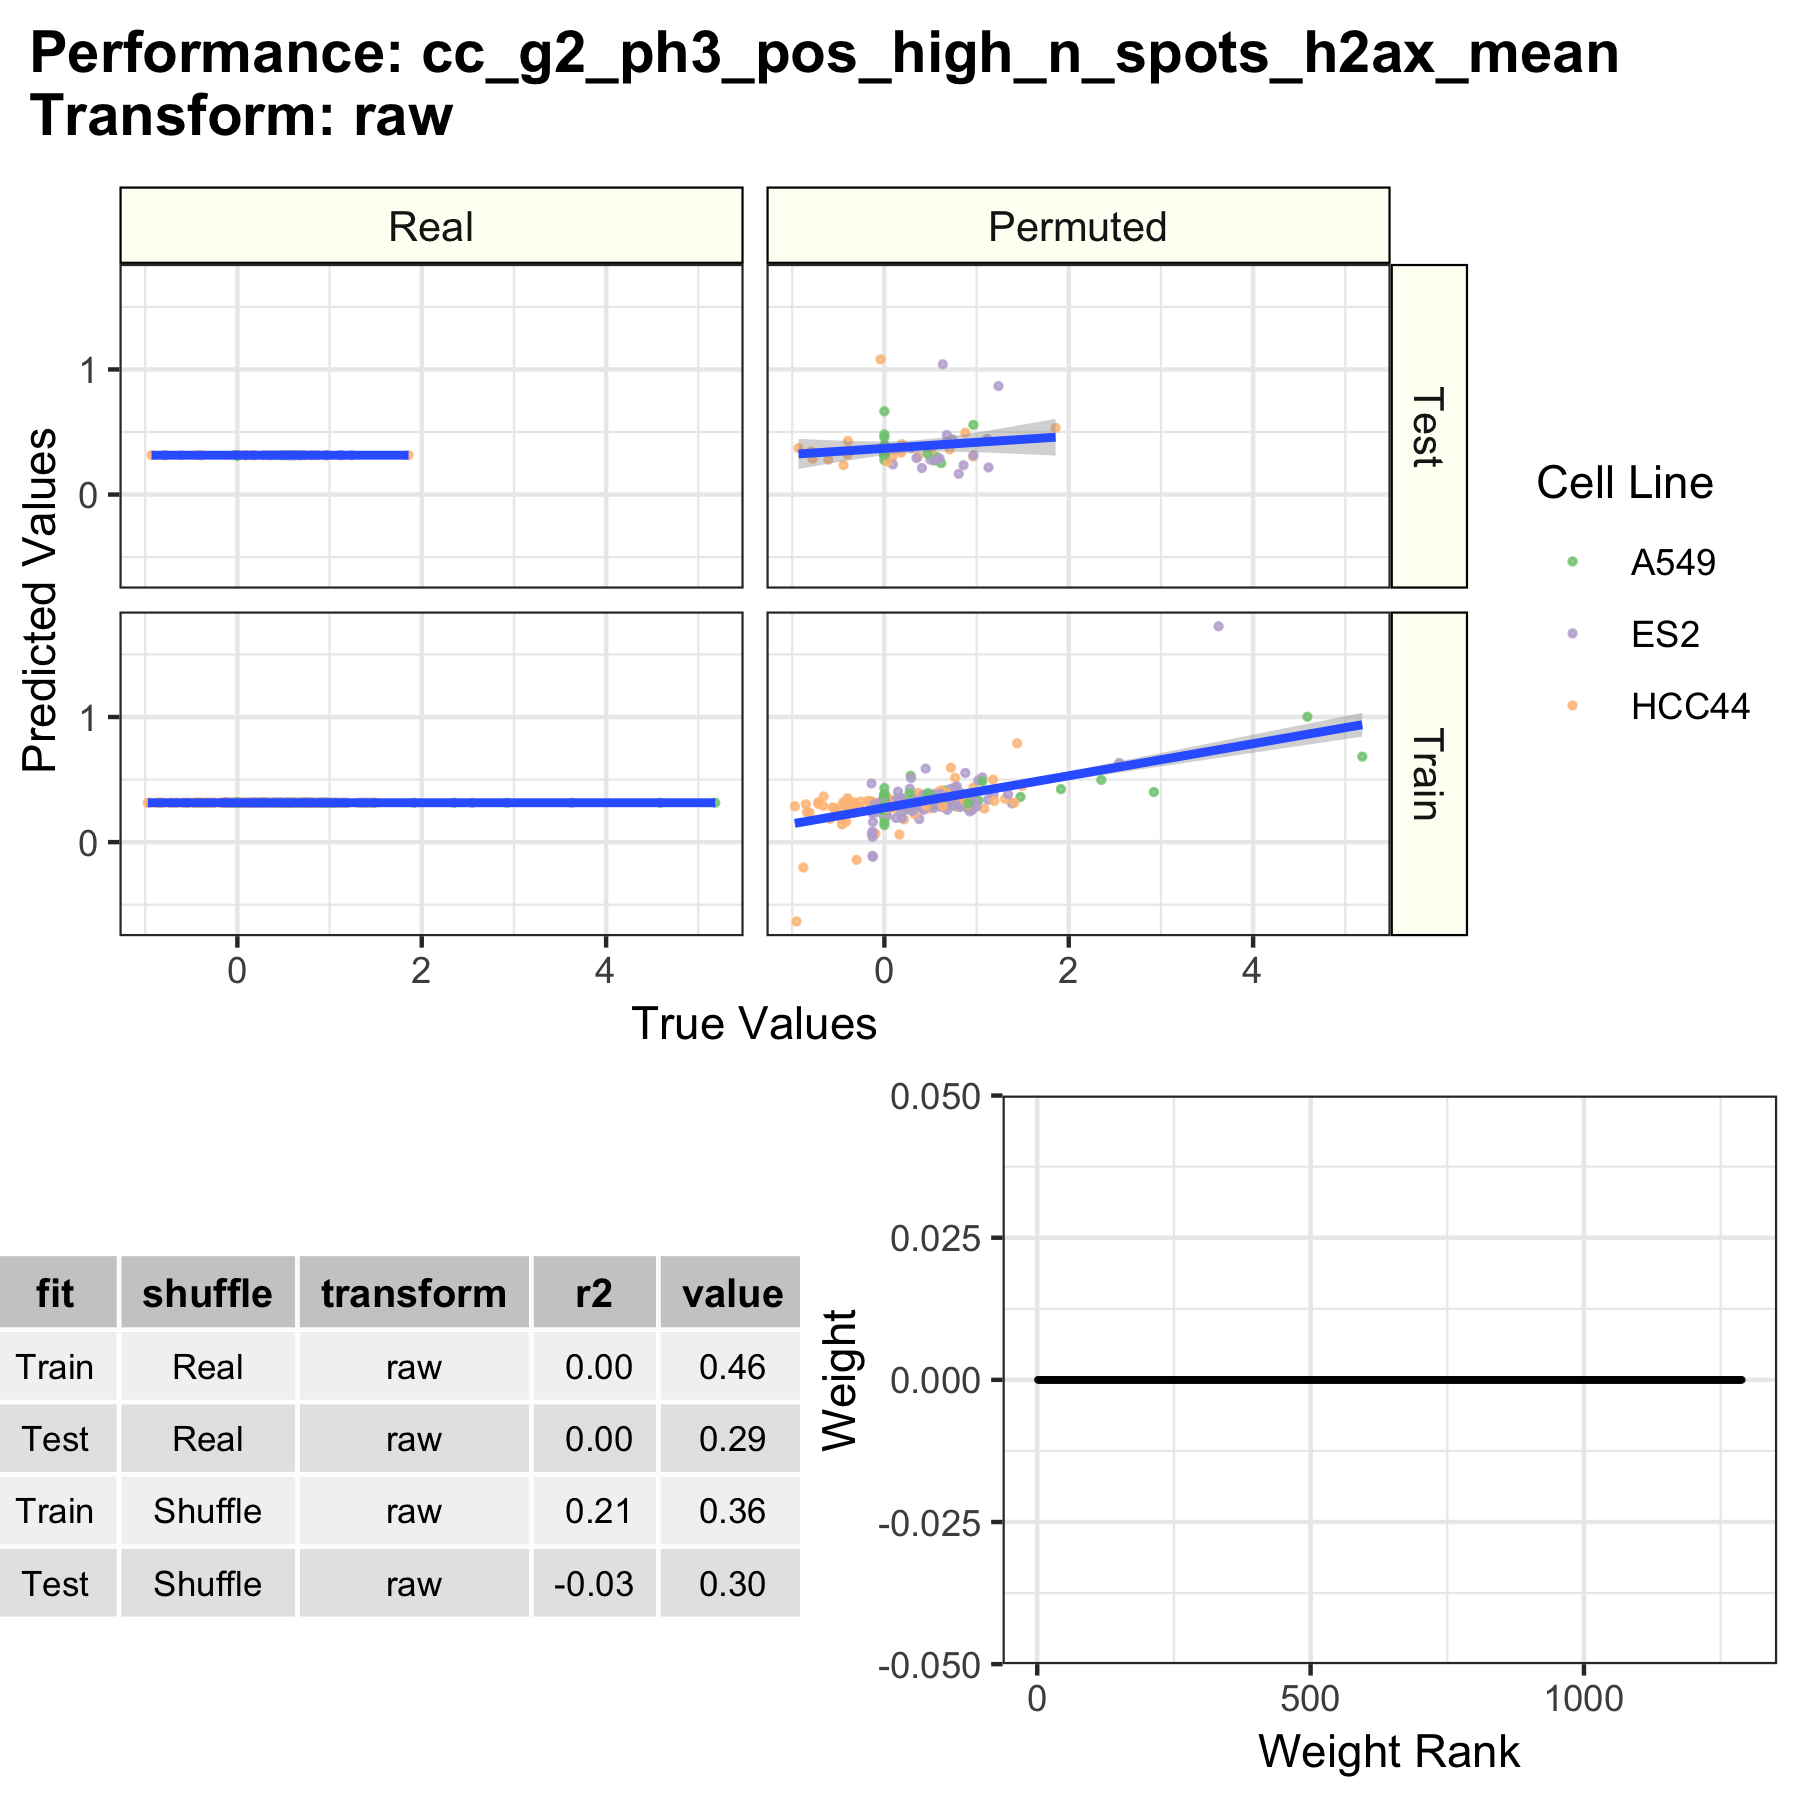 Performance: cc_g2_ph3_pos_high_n_spots_h2ax_mean
Transform: raw
Real
Permuted
Predicted Values
1
0
Test
1
0
Train
0
2
4
0
2
4
True Values
Cell Line
A549
ES2
HCC44
fit shuffle transform r2 value
Train Real raw 0.00 0.46
Test Real raw 0.00 0.29
Train Shuffle raw 0.21 0.36
Test Shuffle raw -0.03 0.30
Weight
0.050
0.025
0.000
-0.025
-0.050
0
500
1000
Weight Rank